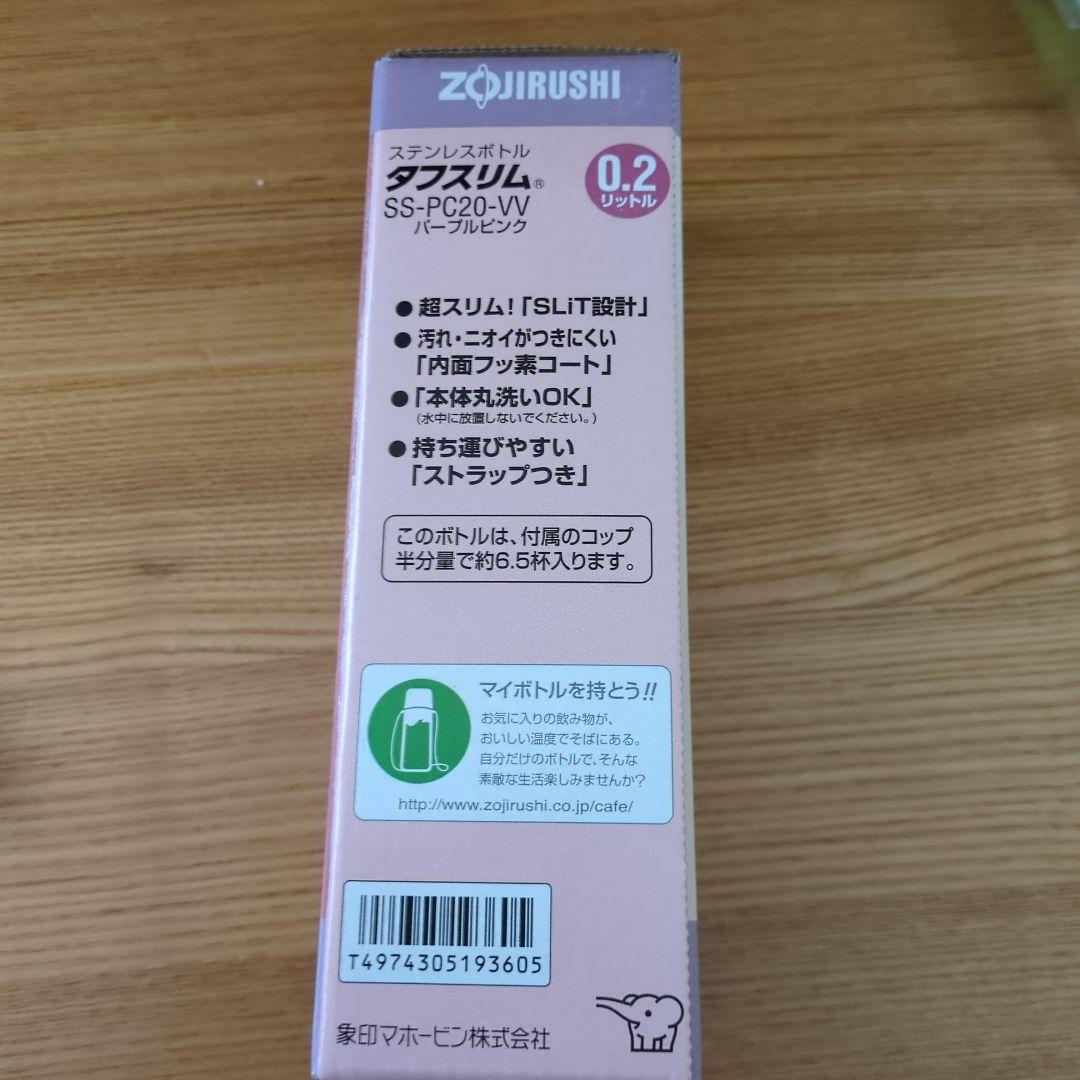 ZOJIRUSHI
ステンレスボトル
タフスリム®
SS-PC20-VV
パープルピンク
0.2
リットル
● 超スリム!「SLiT設計」
● 汚れ・ニオイがつきにくい
「内面フッ素コート」
● 「本体丸洗いOK」
(水中に放置しないでください。)
● 持ち運びやすい
「ストラップつき」
このボトルは、付属のコップ
半分量で約6.5杯入ります。
マイボトルを持とう!!
お気に入りの飲み物が、
おいしい温度でそばにある。
自分だけのボトルで、そんな
素敵な生活楽しみませんか?
http://www.zojirushi.co.jp/cafe/
T4974305193605
象印マホービン株式会社